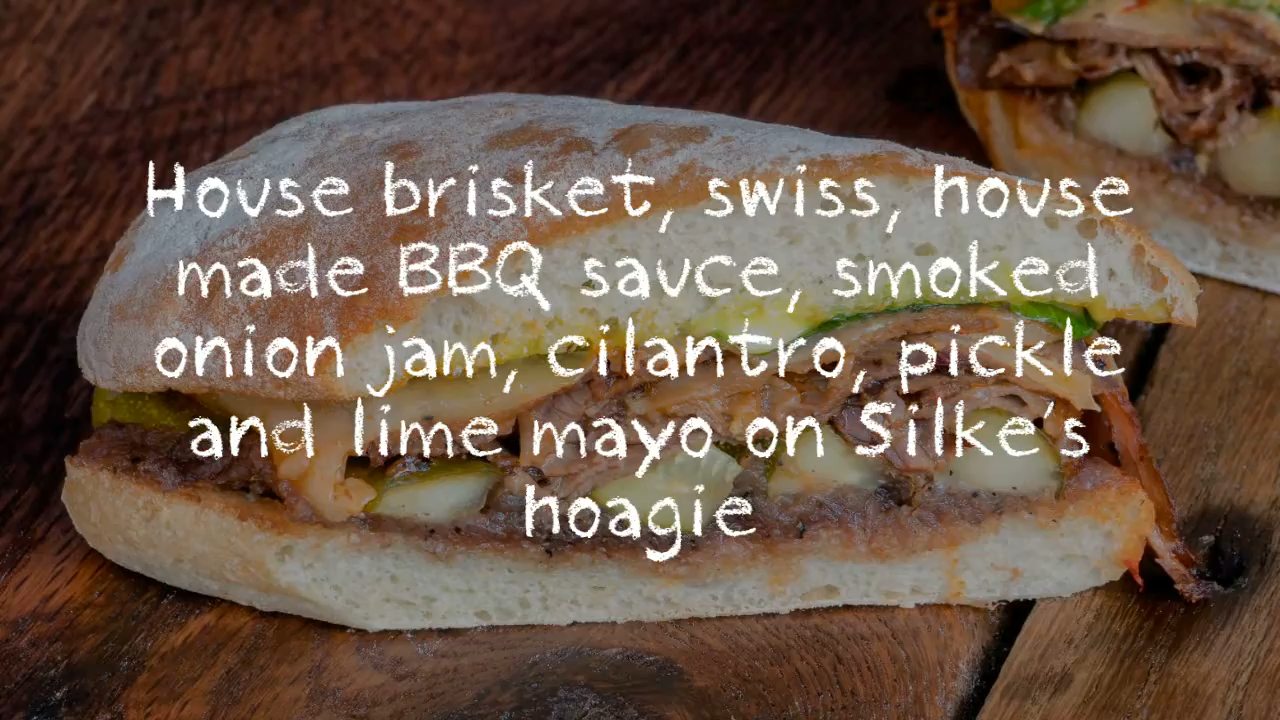 House brisket, swiss, house
made BBQ sauce, smoked
onion jam, cilantro, pickle
and lime mayo on Silke's
hoagie